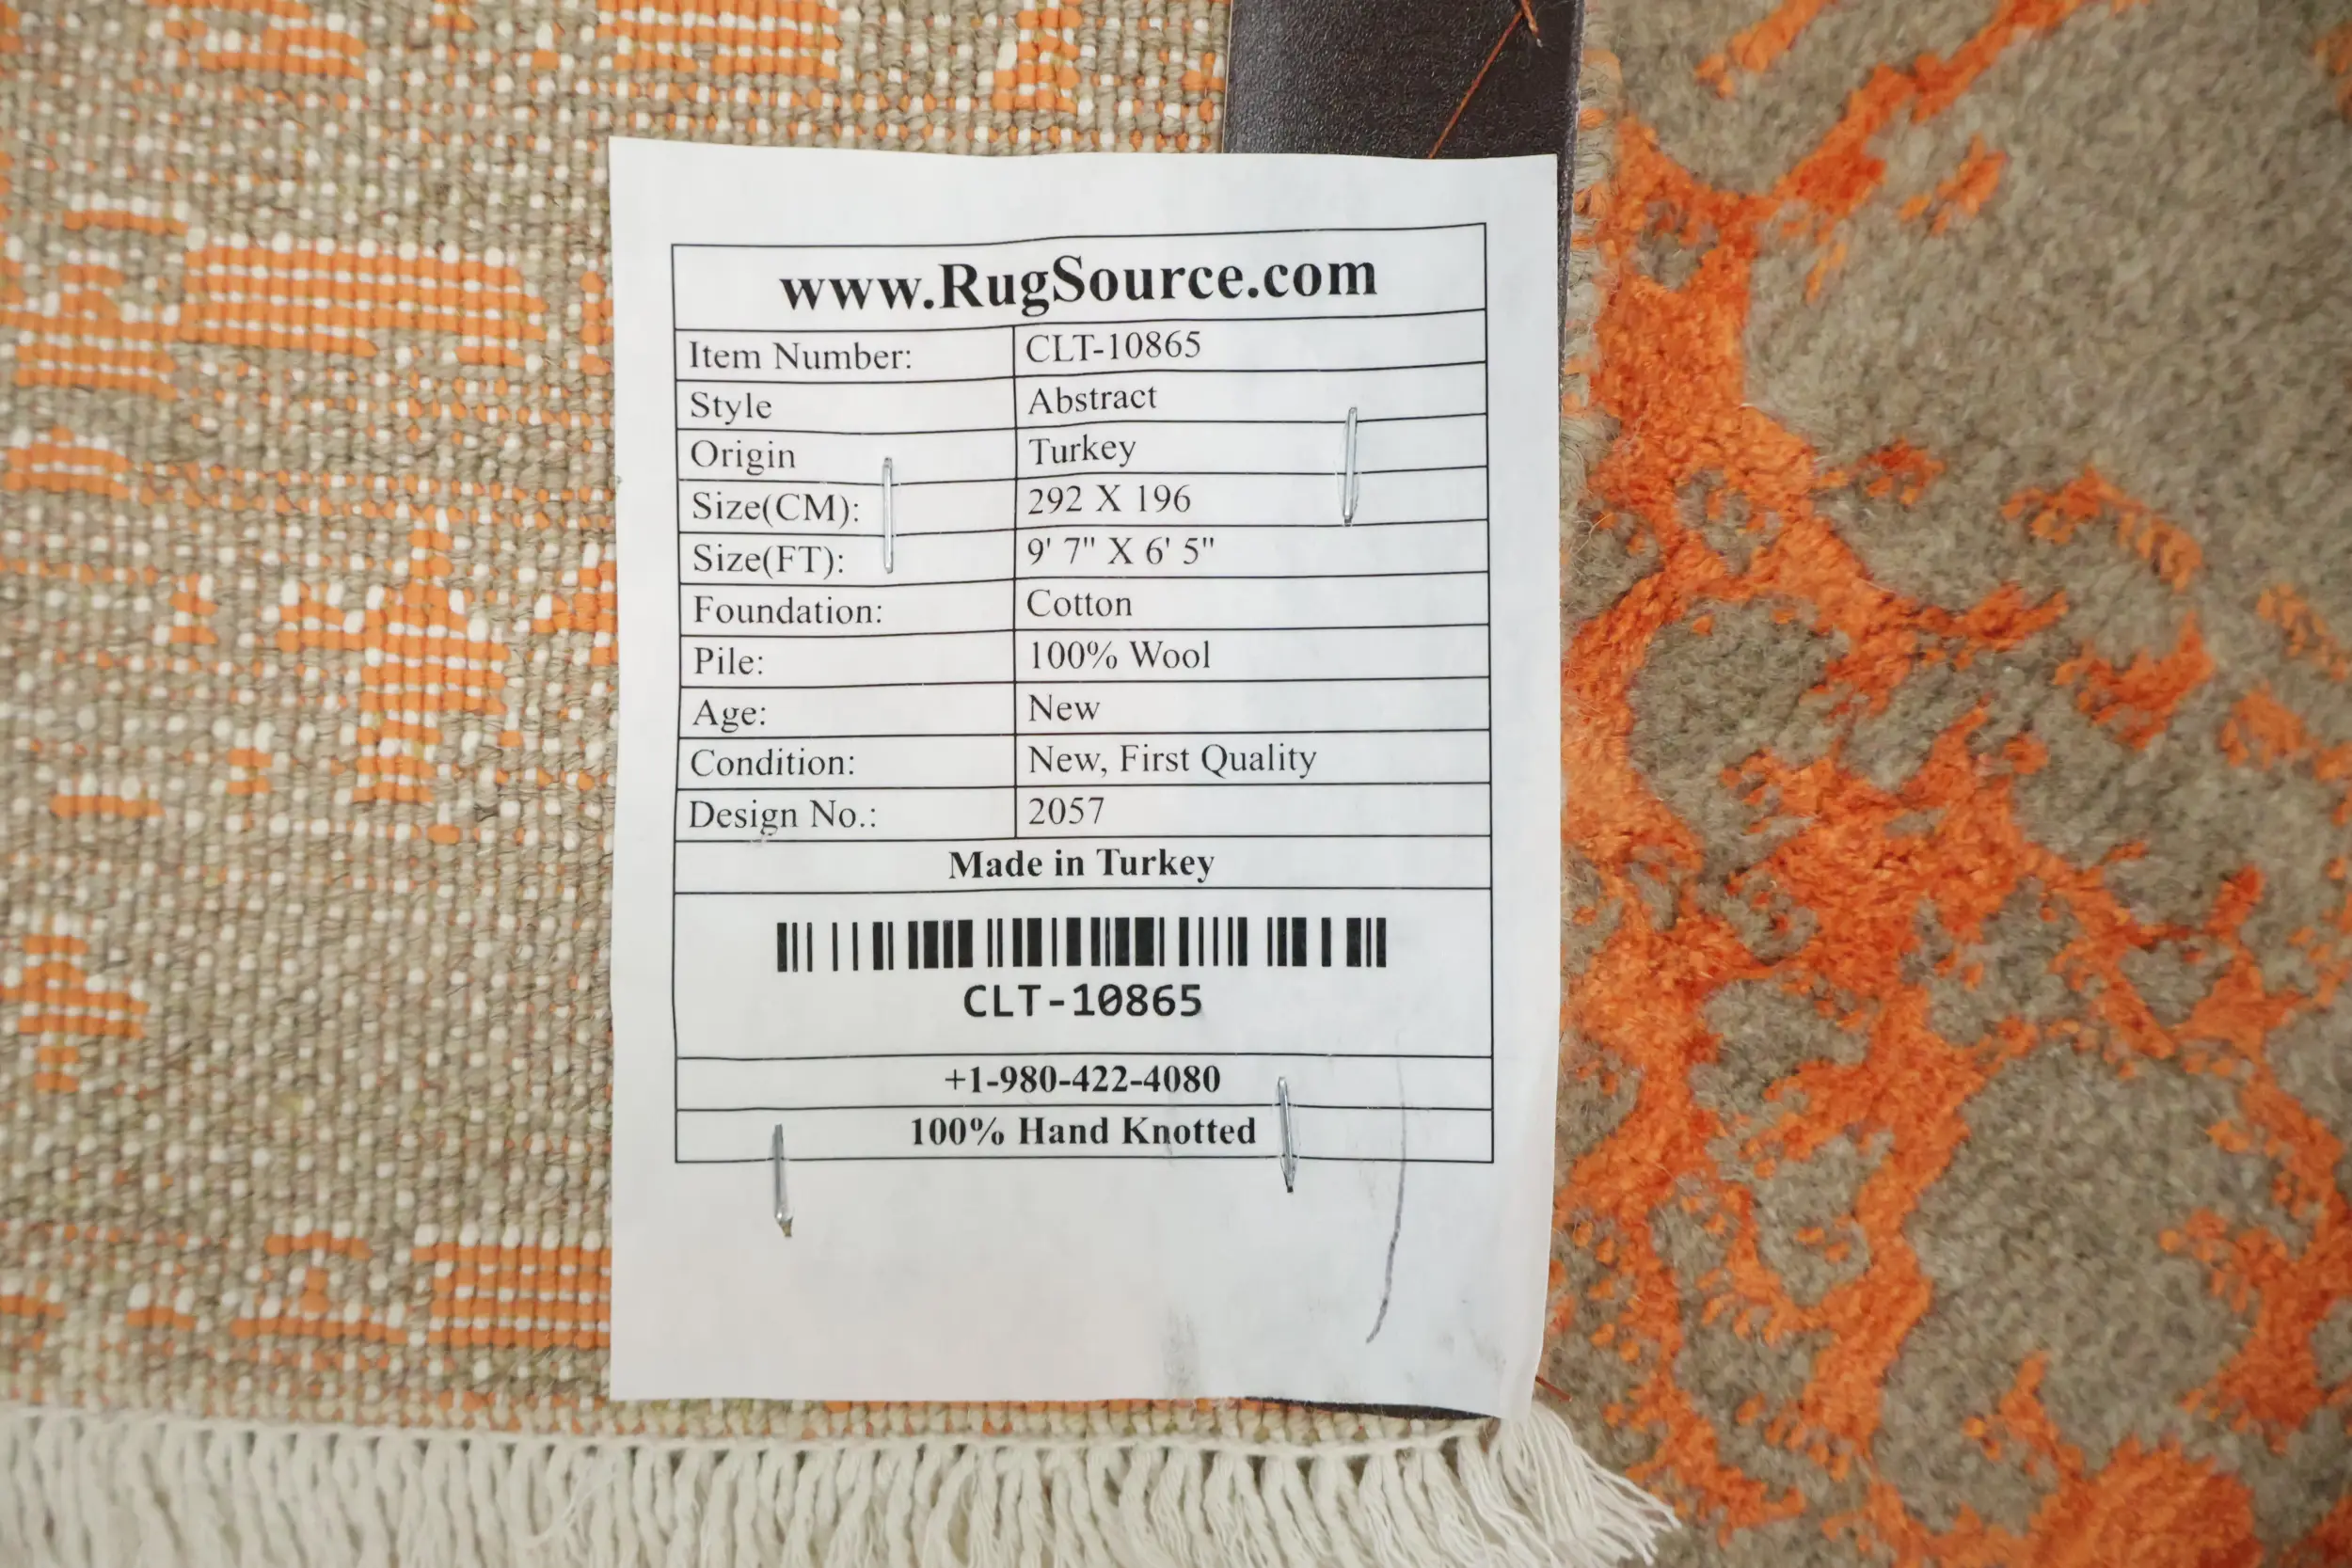 www.RugSource.com
Item Number: CLT-10865
Style Abstract
Origin Turkey
Size(CM): 292 X 196
Size(FT): 9' 7" X 6' 5"
Foundation: Cotton
Pile: 100% Wool
Age: New
Condition: New, First Quality
Design No.: 2057
Made in Turkey
CLT-10865
+1-980-422-4080
100% Hand Knotted